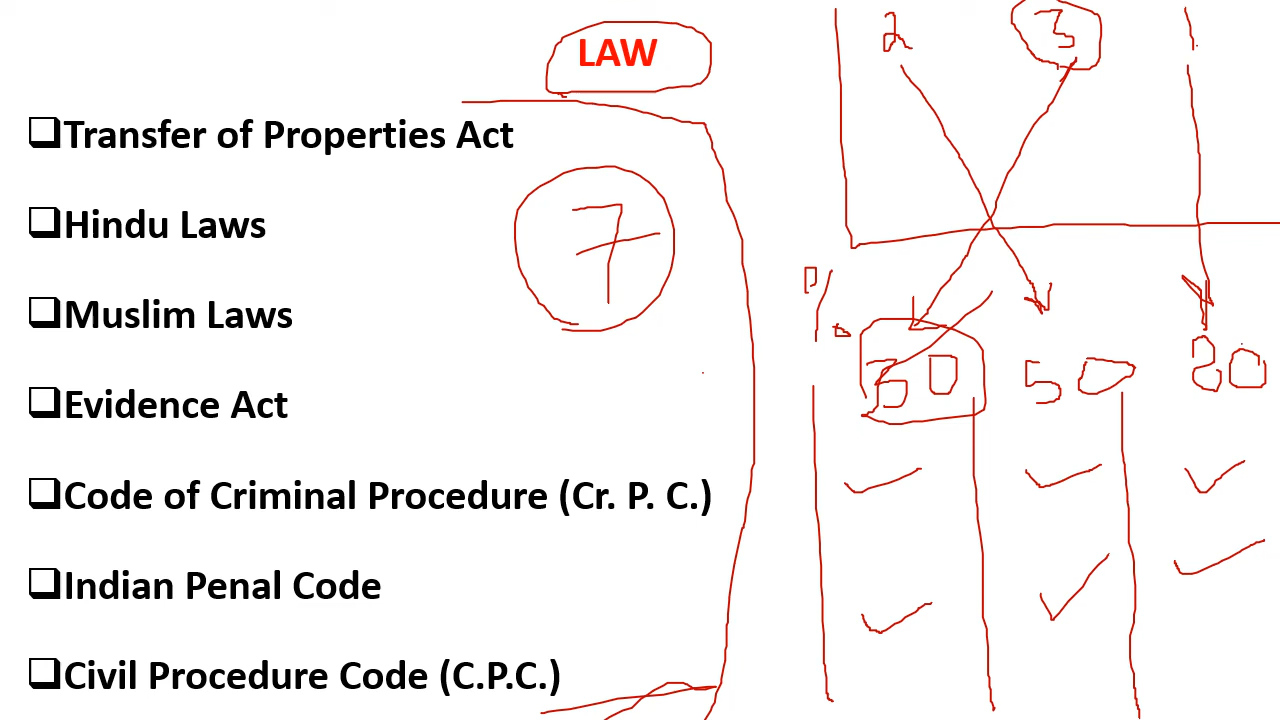 LAW
2 3
❑Transfer of Properties Act
7
❑Hindu Laws
❑Muslim Laws
30 50 20
❑Evidence Act
❑Code of Criminal Procedure (Cr. P. C.)
❑Indian Penal Code
❑Civil Procedure Code (C.P.C.)